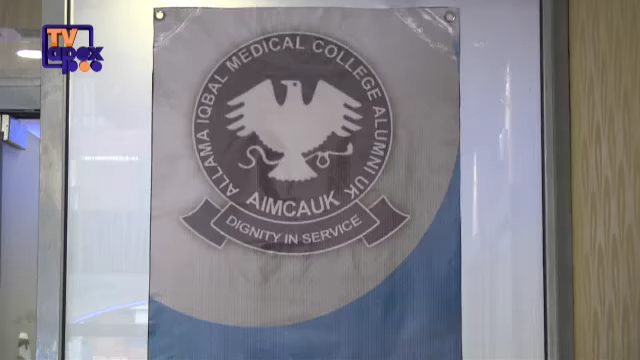 TV
apex
ALLAMA IQBAL MEDICAL COLLEGE ALUMNI UK
AIMCAUK
DIGNITY IN SERVICE